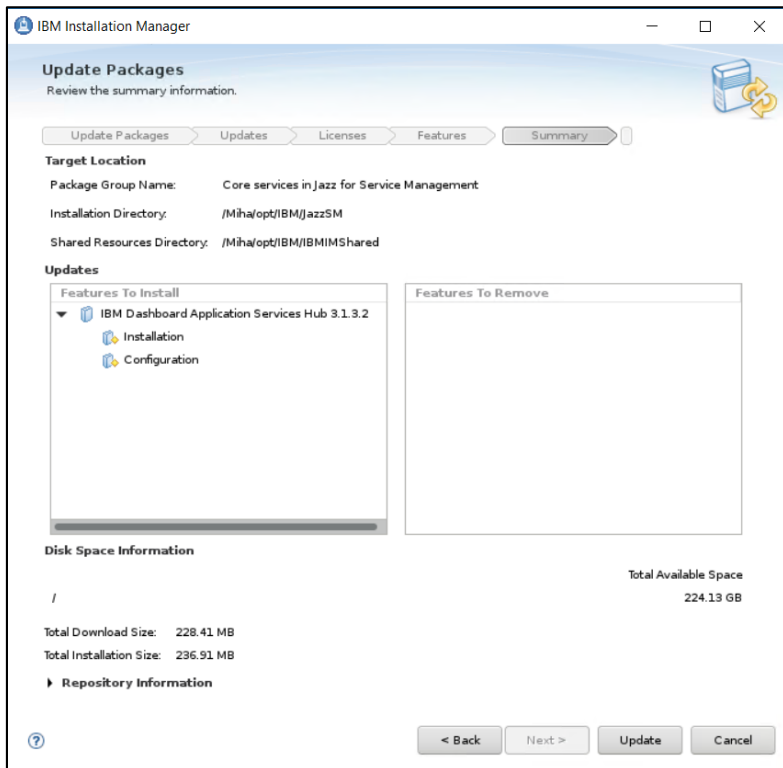 IBM Installation Manager
Update Packages
Review the summary information.
Update Packages
Updates
Licenses
Features
Summary
Target Location
Package Group Name: Core services in Jazz for Service Management
Installation Directory: /Miha/opt/IBM/JazzSM
Shared Resources Directory: /Miha/opt/IBM/IBMIMShared
Updates
Features To Install
IBM Dashboard Application Services Hub 3.1.3.2
Installation
Configuration
Features To Remove
Disk Space Information
Total Available Space
/ 224.13 GB
Total Download Size: 228.41 MB
Total Installation Size: 236.91 MB
Repository Information
?
< Back
Next >
Update
Cancel